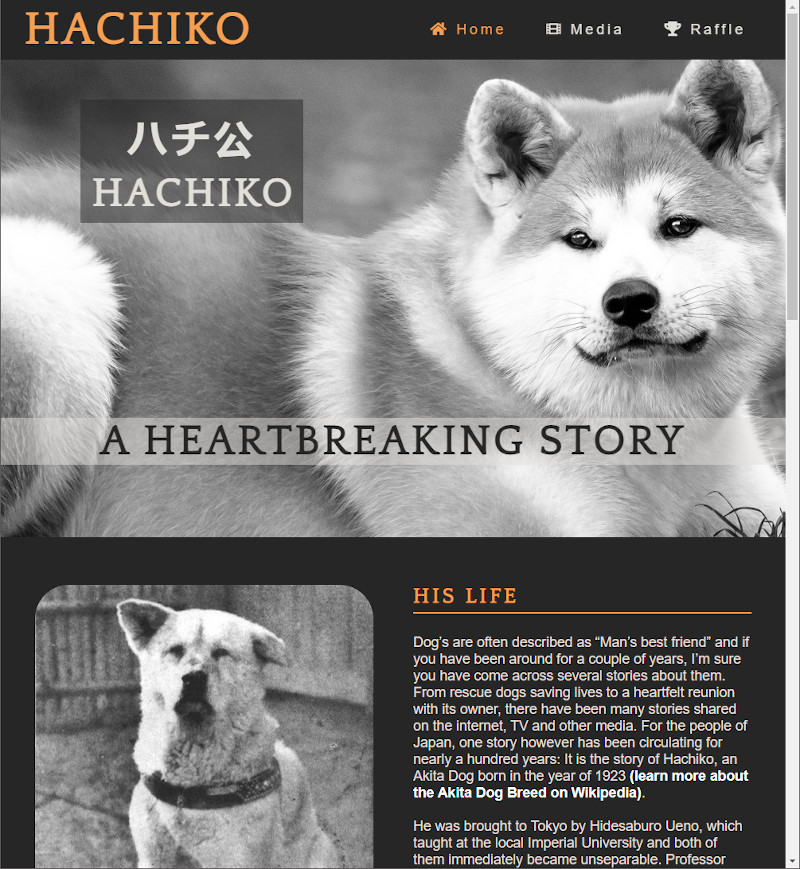 HACHIKO
Home
Media
Raffle
ハチ公
HACHIKO
A HEARTBREAKING STORY
HIS LIFE
Dog’s are often described as “Man’s best friend” and if
you have been around for a couple of years, I’m sure
you have come across several stories about them.
From rescue dogs saving lives to a heartfelt reunion
with its owner, there have been many stories shared
on the internet, TV and other media. For the people of
Japan, one story however has been circulating for
nearly a hundred years: It is the story of Hachiko, an
Akita Dog born in the year of 1923 (learn more about
the Akita Dog Breed on Wikipedia).
He was brought to Tokyo by Hidesaburo Ueno, which
taught at the local Imperial University and both of
them immediately became unseparable. Professor